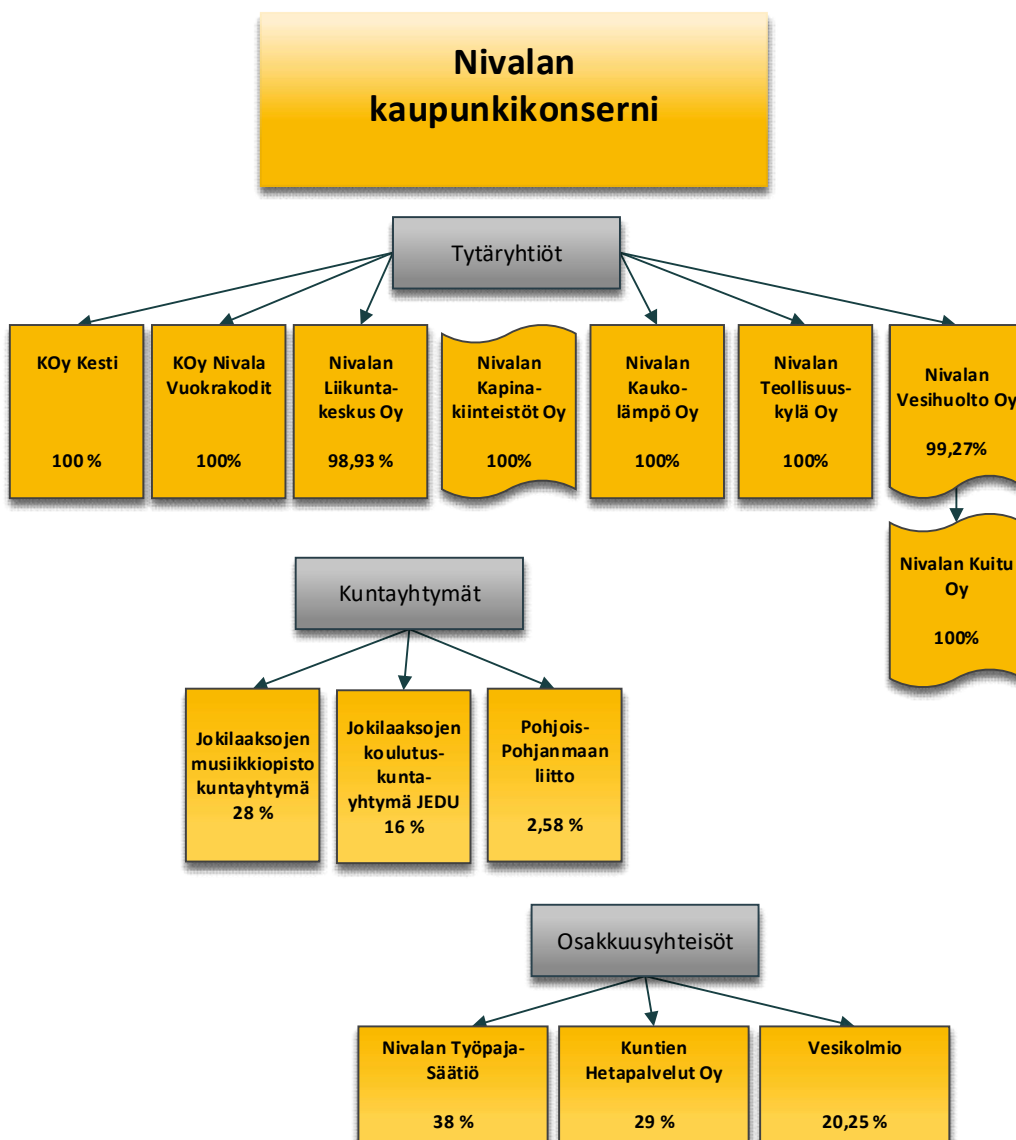 Nivalan
kaupunkikonserni
Tytäryhtiöt
KOy Kesti
100 %
KOy Nivala
Vuokrakodit
100%
Nivalan
Liikunta-
keskus Oy
98,93 %
Nivalan
Kapina-
kiinteistöt Oy
100%
Nivalan
Kauko-
lämpö Oy
100%
Nivalan
Teollisuus-
kylä Oy
100%
Nivalan
Vesihuolto Oy
99,27%
Nivalan Kuitu
Oy
100%
Kuntayhtymät
Jokilaaksojen
musiikkiopisto
kuntayhtymä
28 %
Jokilaaksojen
koulutus-
kunta-
yhtymä JEDU
16 %
Pohjois-
Pohjanmaan
liitto
2,58 %
Osakkuusyhteisöt
Nivalan Työpaja-
Säätiö
38 %
Kuntien
Hetapalvelut Oy
29 %
Vesikolmio
20,25 %